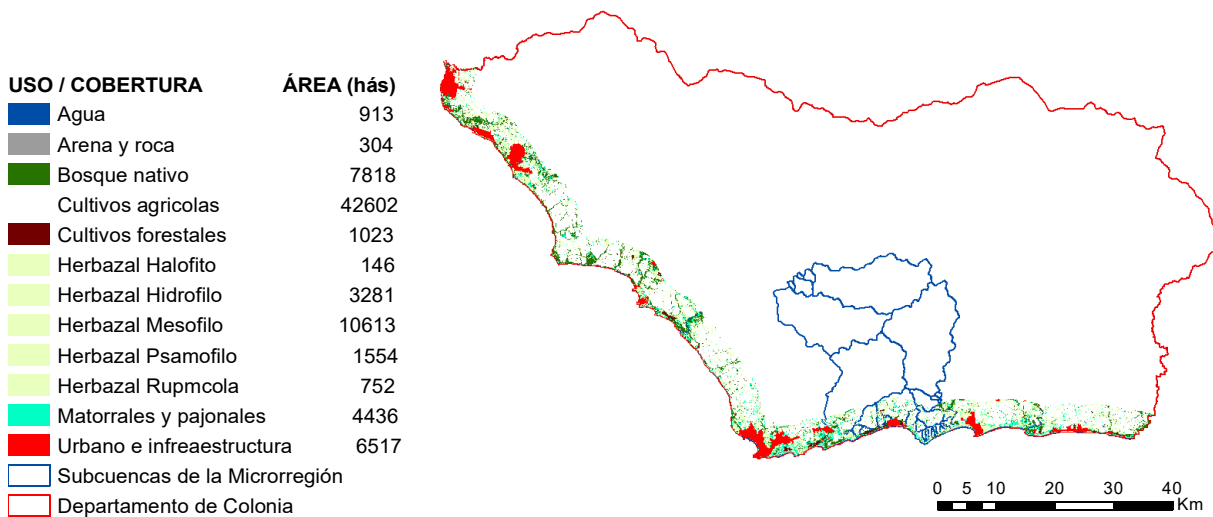 USO / COBERTURA ÁREA (hás)
Agua 913
Arena y roca 304
Bosque nativo 7818
Cultivos agricolas 42602
Cultivos forestales 1023
Herbazal Halofito 146
Herbazal Hidrofilo 3281
Herbazal Mesofilo 10613
Herbazal Psamofilo 1554
Herbazal Rupmcola 752
Matorrales y pajonales 4436
Urbano e infreaestructura 6517
Subcuencas de la Microrregión
Departamento de Colonia
0 5 10 20 30 40
Km